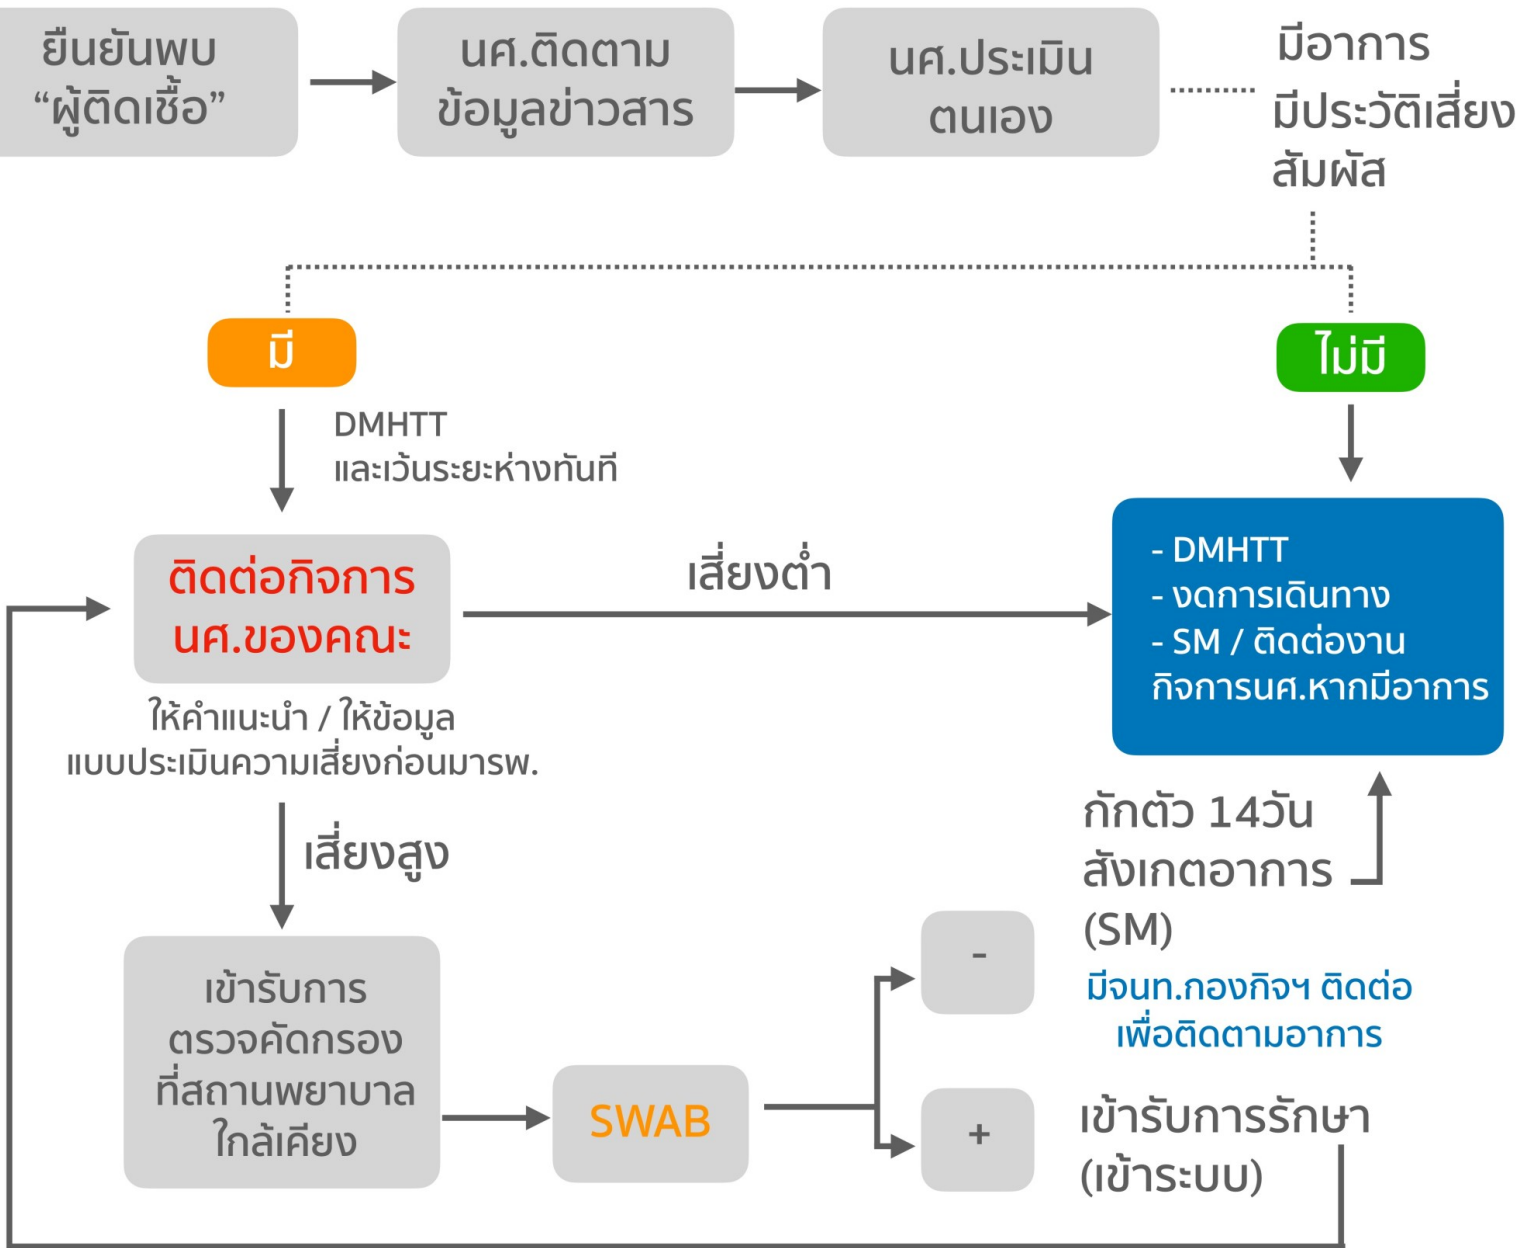 ยืนยันพบ
“ผู้ติดเชื้อ”
นศ.ติดตาม
ข้อมูลข่าวสาร
นศ.ประเมิน
ตนเอง
มีอาการ
มีประวัติเสี่ยง
สัมผัส
มี
ไม่มี
DMHTT
และเว้นระยะห่างทันที
ติดต่อกิจการ
นศ.ของคณะ
เสี่ยงต่ำ
- DMHTT
- งดการเดินทาง
- SM / ติดต่องาน
กิจการนศ.หากมีอาการ
ให้คำแนะนำ / ให้ข้อมูล
แบบประเมินความเสี่ยงก่อนมารพ.
เสี่ยงสูง
กักตัว 14วัน
สังเกตอาการ
(SM)
มีจนท.กองกิจฯ ติดต่อ
เพื่อติดตามอาการ
เข้ารับการ
ตรวจคัดกรอง
ที่สถานพยาบาล
ใกล้เคียง
SWAB
-
+
เข้ารับการรักษา
(เข้าระบบ)